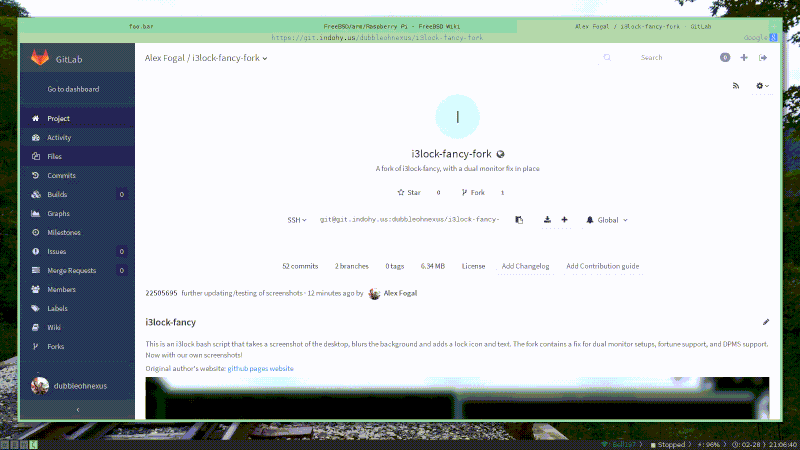 foo bar
FreeBSD/arm/Raspberry Pi - FreeBSD Wiki
Alex Fogal / i3lock-fancy-fork · GitLab
https://git.indohy.us/dubbleohnexus/i3lock-fancy-fork
Google
GitLab
Alex Fogal / i3lock-fancy-fork
Search
0
Go to dashboard
Project
Activity
Files
Commits
Builds 0
Graphs
Milestones
Issues 0
Merge Requests 0
Members
Labels
Wiki
Forks
dubbleohnexus
I
i3lock-fancy-fork
A fork of i3lock-fancy, with a dual monitor fix in place
Star 0 Fork 1
SSH git@git.indohy.us:dubbleohnexus/i3lock-fancy- Global
52 commits 2 branches 0 tags 6.34 MB License Add Changelog Add Contribution guide
22505695 further updating/testing of screenshots · 12 minutes ago by Alex Fogal
i3lock-fancy
This is an i3lock bash script that takes a screenshot of the desktop, blurs the background and adds a lock icon and text. The fork contains a fix for dual monitor setups, fortune support, and DPMS support.
Now with our own screenshots!
Original author's website: github pages website
Stopped
96%
02-28
21:06:40